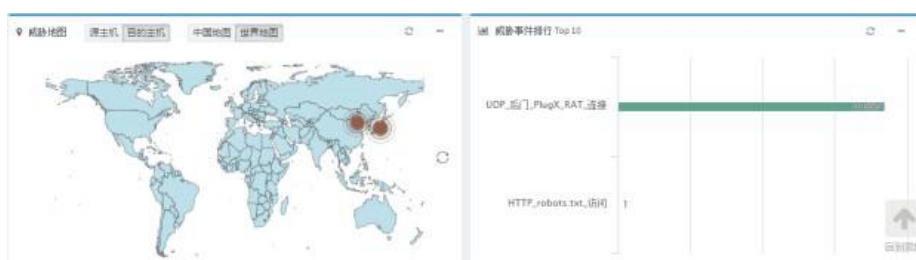 威胁地图
源主机 目的主机
中国地图 世界地图
威胁事件排行 Top 10
UDP_后门_PlugX_RAT_连接
HTTP_robots.txt_访问
1